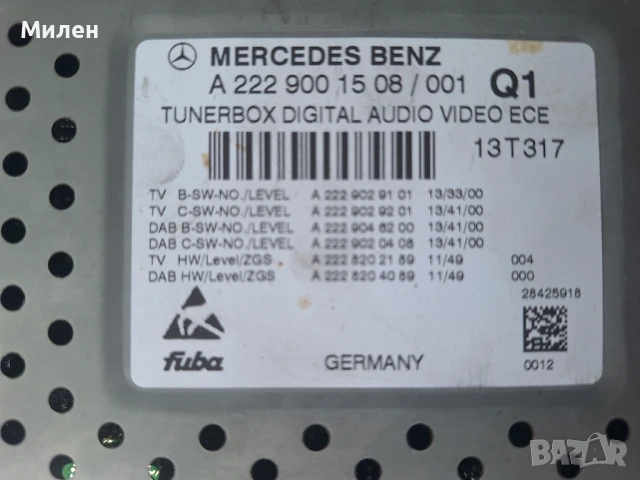 Милен
MERCEDES BENZ
A 222 900 15 08 / 001 Q1
TUNERBOX DIGITAL AUDIO VIDEO ECE
13T317
TV B-SW-NO./LEVEL A 222 902 91 01 13/33/00
TV C-SW-NO./LEVEL A 222 902 92 01 13/41/00
DAB B-SW-NO./LEVEL A 222 904 82 00 13/41/00
DAB C-SW-NO./LEVEL A 222 902 04 08 13/41/00
TV HW/Level/ZGS A 222 820 21 89 11/49 004
DAB HW/Level/ZGS A 222 820 40 89 11/49 000
28425918
fuba GERMANY 0012
BAZAR